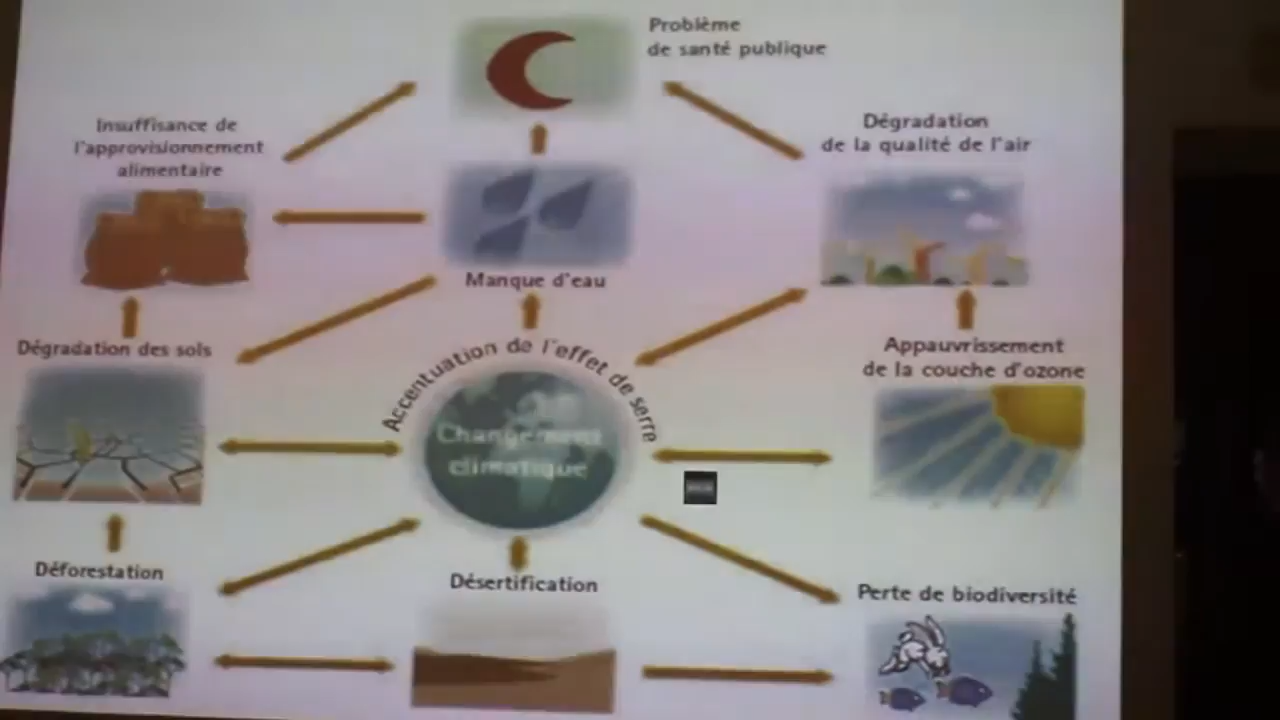 Problème
de santé publique
Insuffisance de
l'approvisionnement
alimentaire
Dégradation
de la qualité de l'air
Manque d'eau
Dégradation des sols
Accentuation de l'effet de serre
Appauvrissement
de la couche d'ozone
Changement
climatique
Déforestation
Désertification
Perte de biodiversité